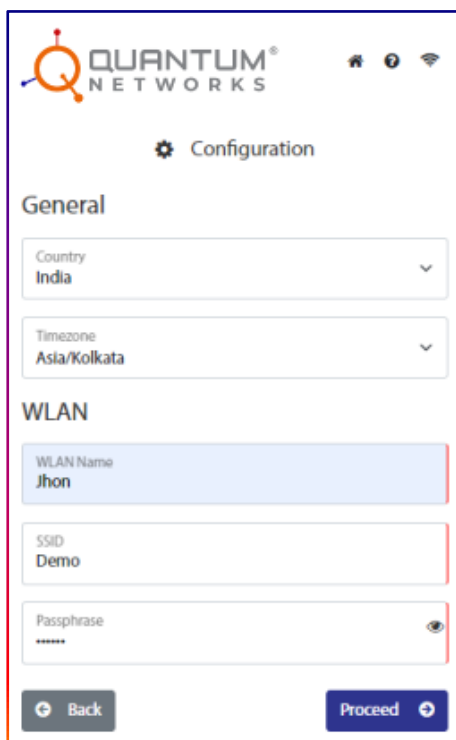 QUANTUM®
NETWORKS
Configuration
General
Country
India
Timezone
Asia/Kolkata
WLAN
WLAN Name
Jhon
SSID
Demo
Passphrase
••••••
Back
Proceed